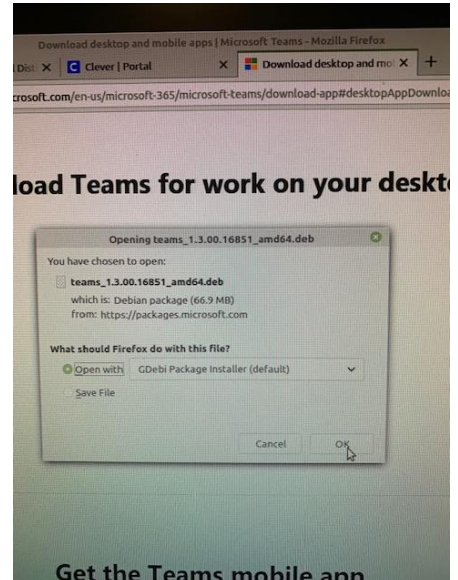 Download desktop and mobile apps | Microsoft Teams - Mozilla Firefox
Dist
Clever | Portal
Download desktop and mo
crosoft.com/en-us/microsoft-365/microsoft-teams/download-app#desktopAppDownloa
load Teams for work on your deskt
Opening teams_1.3.00.16851_amd64.deb
You have chosen to open:
teams_1.3.00.16851_amd64.deb
which is: Debian package (66.9 MB)
from: https://packages.microsoft.com
What should Firefox do with this file?
Open with GDebi Package Installer (default)
Save File
Cancel OK
Get the Teams mobile app